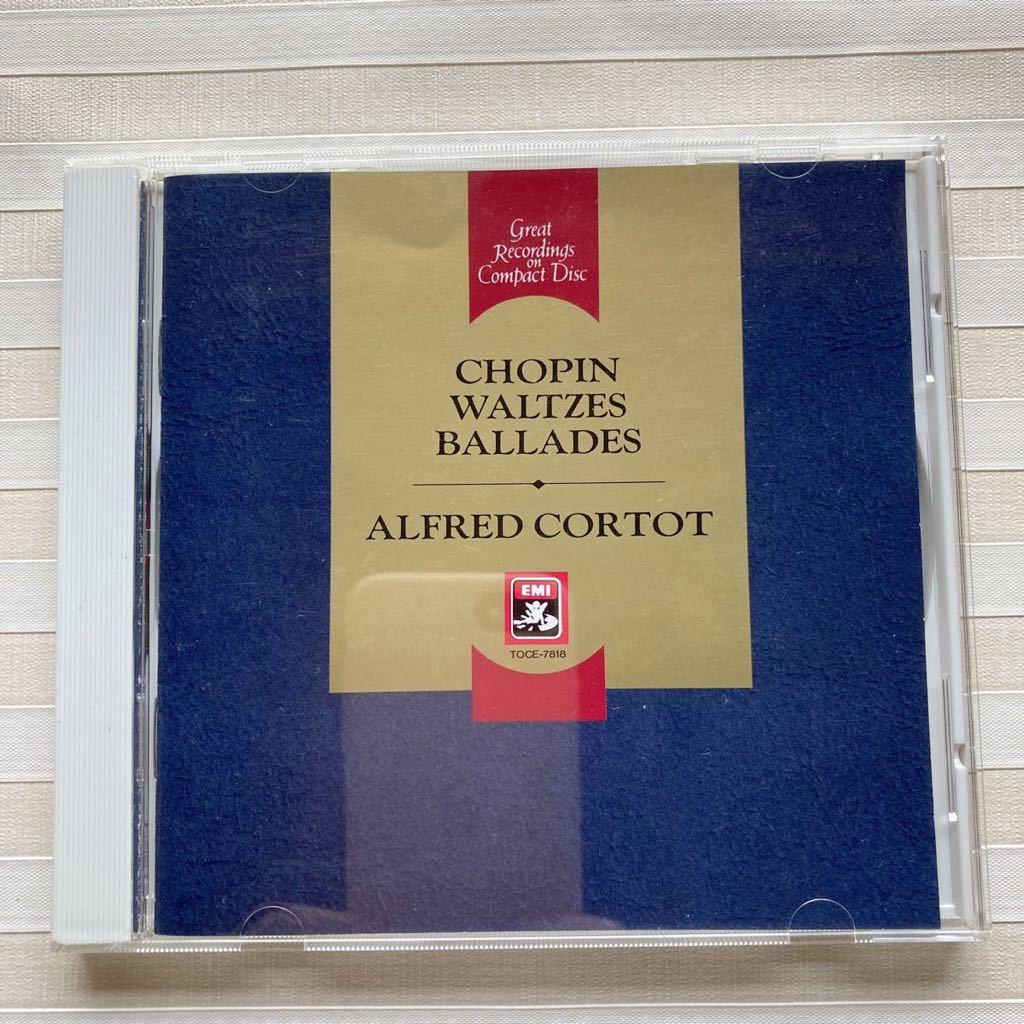 Great
Recordings
on
Compact Disc
CHOPIN
WALTZES
BALLADES
ALFRED CORTOT
EMI
TOCE-7818